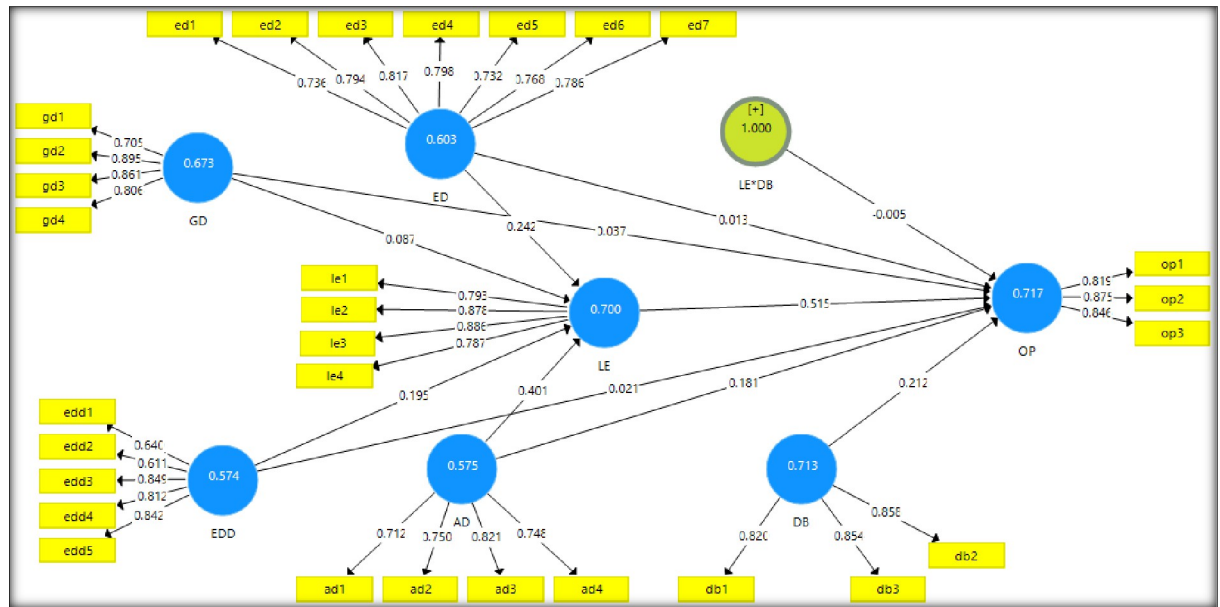 ed1 ed2 ed3 ed4 ed5 ed6 ed7
0.736 0.794 0.817 0.798 0.732 0.768 0.786
gd1
gd2
gd3
gd4
0.705
0.895
0.861
0.806
0.673
GD
0.603
ED
[+]
1.000
LE*DB
0.087
0.242
0.013
0.037
-0.005
le1
le2
le3
le4
0.793
0.878
0.886
0.787
0.700
LE
0.515
0.717
OP
0.819
0.875
0.846
op1
op2
op3
0.195
0.401
0.021
0.181
0.212
edd1
edd2
edd3
edd4
edd5
0.640
0.611
0.849
0.812
0.842
0.574
EDD
0.575
AD
0.712 0.750 0.821 0.748
ad1 ad2 ad3 ad4
0.713
DB
0.820 0.854 0.858
db1 db3 db2